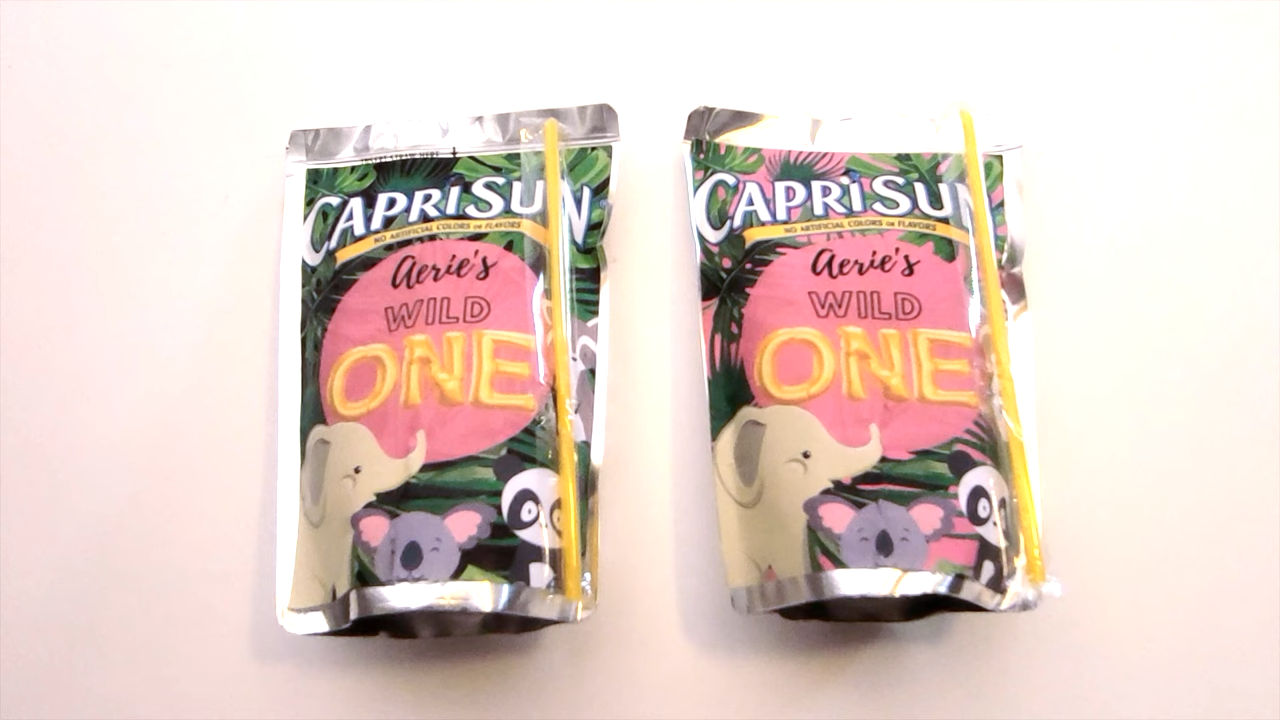 CAPRISUN
NO ARTIFICIAL COLORS OR FLAVORS
Aerie's
WILD
ONE
CAPRISUN
NO ARTIFICIAL COLORS OR FLAVORS
Aerie's
WILD
ONE